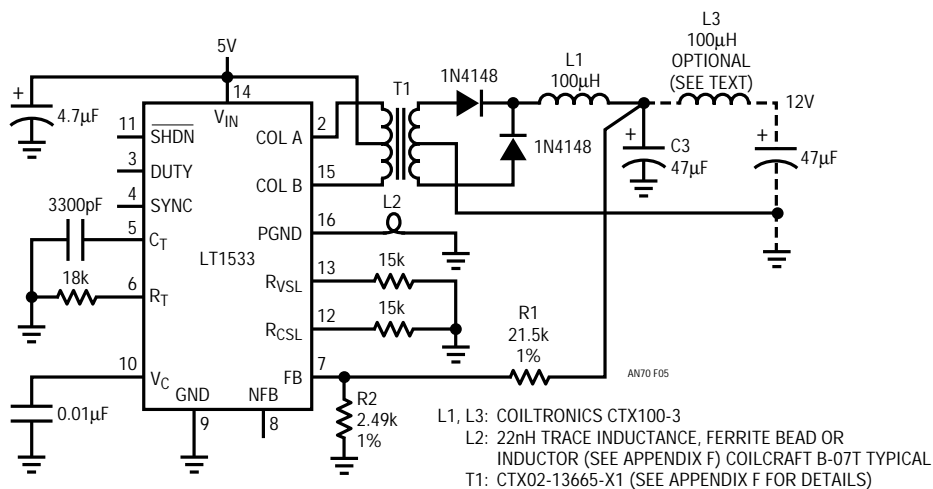 L3
100µH
OPTIONAL
(SEE TEXT)
5V
L1
100µH
T1
1N4148
12V
14
V_IN
+
4.7µF
11
SHDN
COL A
2
1N4148
+
C3
47µF
+
47µF
3
DUTY
COL B
15
4
SYNC
L2
3300pF
5
C_T
PGND
16
LT1533
18k
6
R_T
R_VSL
13
15k
R_CSL
12
15k
R1
21.5k
1%
10
V_C
FB
7
AN70 F05
0.01µF
GND
NFB
9
8
R2
2.49k
1%
L1, L3: COILTRONICS CTX100-3
L2: 22nH TRACE INDUCTANCE, FERRITE BEAD OR
INDUCTOR (SEE APPENDIX F) COILCRAFT B-07T TYPICAL
T1: CTX02-13665-X1 (SEE APPENDIX F FOR DETAILS)